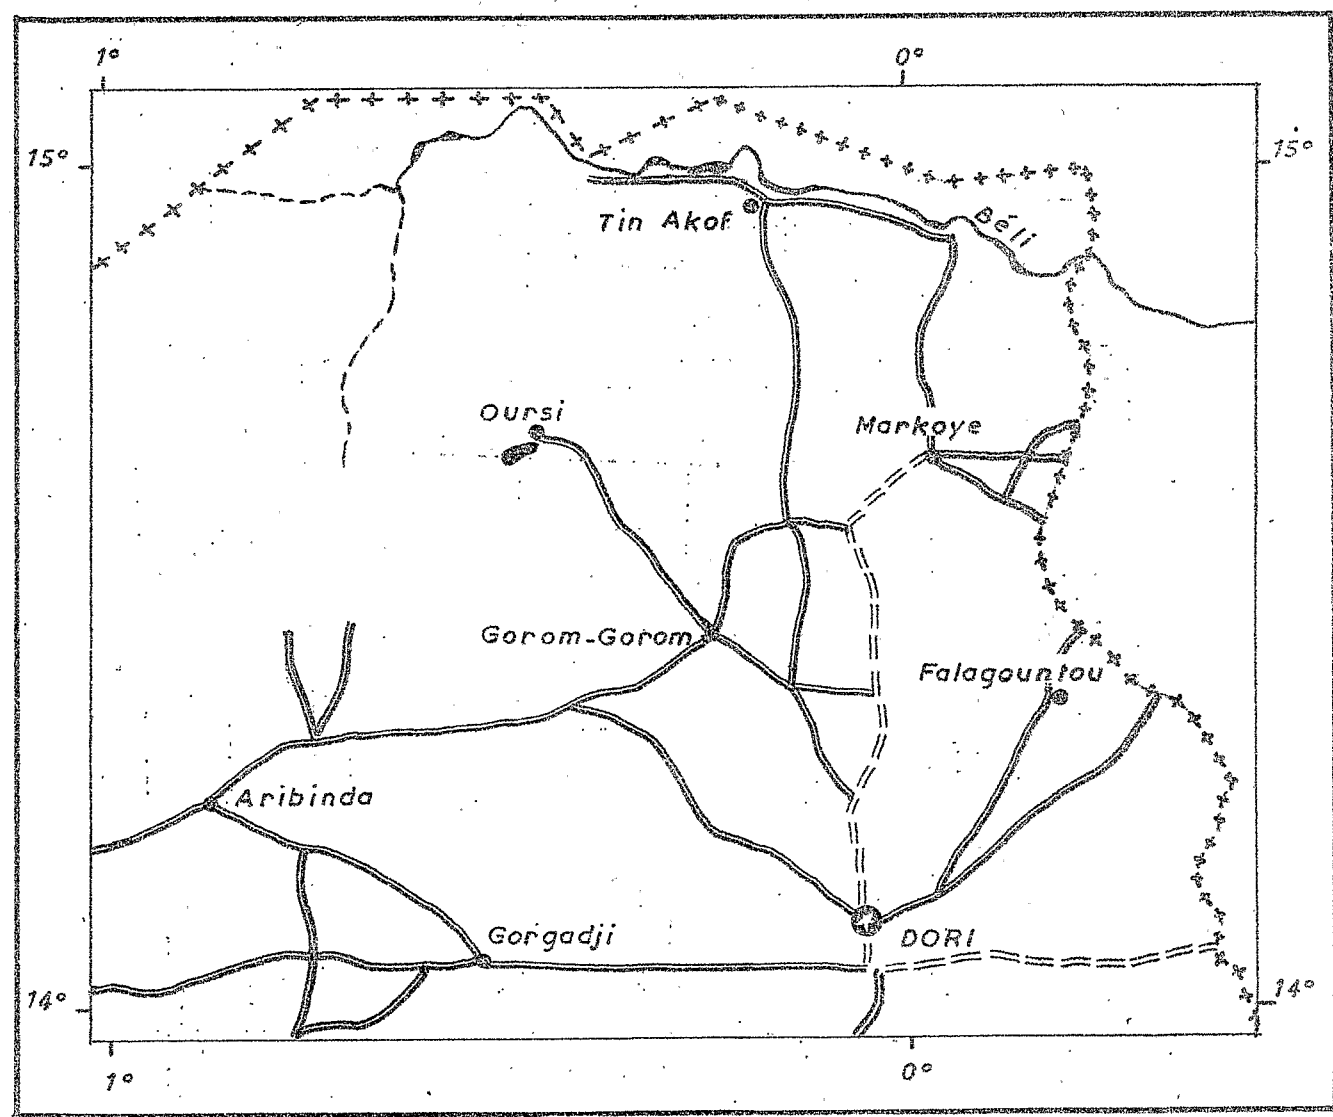 1°
0°
15°
15°
Tin Akof
Béli
Oursi
Markoye
Gorom-Gorom
Falagountou
Aribinda
Gorgadji
DORI
14°
14°
1°
0°